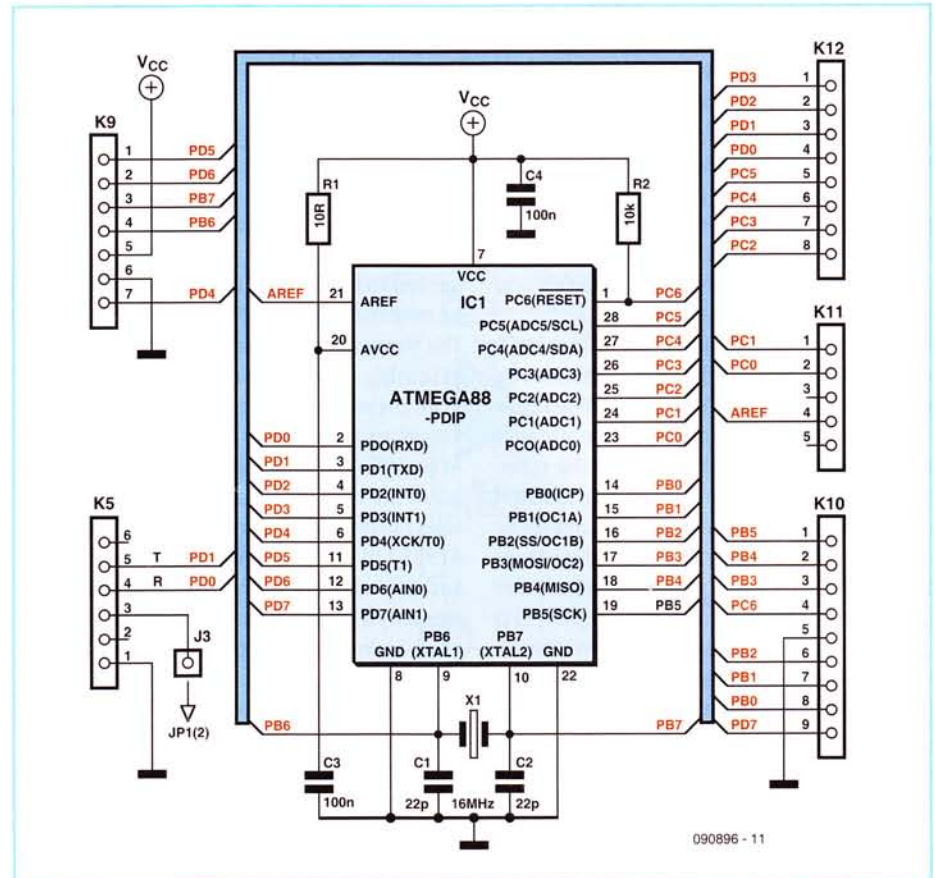 VCC
K9
1 PD5
2 PD6
3 PB7
4 PB6
5
6
7 PD4
VCC
R1
10R
C4
100n
R2
10k
7
VCC
IC1
ATMEGA88
-PDIP
AREF 21 AREF
20 AVCC
PD0 2 PDO(RXD)
PD1 3 PD1(TXD)
PD2 4 PD2(INT0)
PD3 5 PD3(INT1)
PD4 6 PD4(XCK/T0)
PD5 11 PD5(T1)
PD6 12 PD6(AIN0)
PD7 13 PD7(AIN1)
PC6(RESET) 1 PC6
PC5(ADC5/SCL) 28 PC5
PC4(ADC4/SDA) 27 PC4
PC3(ADC3) 26 PC3
PC2(ADC2) 25 PC2
PC1(ADC1) 24 PC1
PCO(ADC0) 23 PC0
PB0(ICP) 14 PB0
PB1(OC1A) 15 PB1
PB2(SS/OC1B) 16 PB2
PB3(MOSI/OC2) 17 PB3
PB4(MISO) 18 PB4
PB5(SCK) 19 PB5
GND
8
PB6
(XTAL1)
9
PB7
(XTAL2)
10
GND
22
PB6
X1
16MHz
PB7
C3
100n
C1
22p
C2
22p
K5
6
5 T PD1
4 R PD0
3
2
1
J3
JP1(2)
K12
PD3 1
PD2 2
PD1 3
PD0 4
PC5 5
PC4 6
PC3 7
PC2 8
K11
PC1 1
PC0 2
3
AREF 4
5
K10
PB5 1
PB4 2
PB3 3
PC6 4
5
PB2 6
PB1 7
PB0 8
PD7 9
090896 - 11